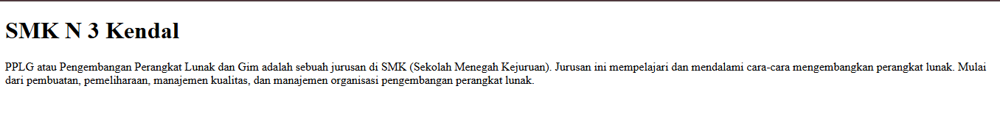 SMK N 3 Kendal
PPLG atau Pengembangan Perangkat Lunak dan Gim adalah sebuah jurusan di SMK (Sekolah Menegah Kejuruan). Jurusan ini mempelajari dan mendalami cara-cara mengembangkan perangkat lunak. Mulai
dari pembuatan, pemeliharaan, manajemen kualitas, dan manajemen organisasi pengembangan perangkat lunak.